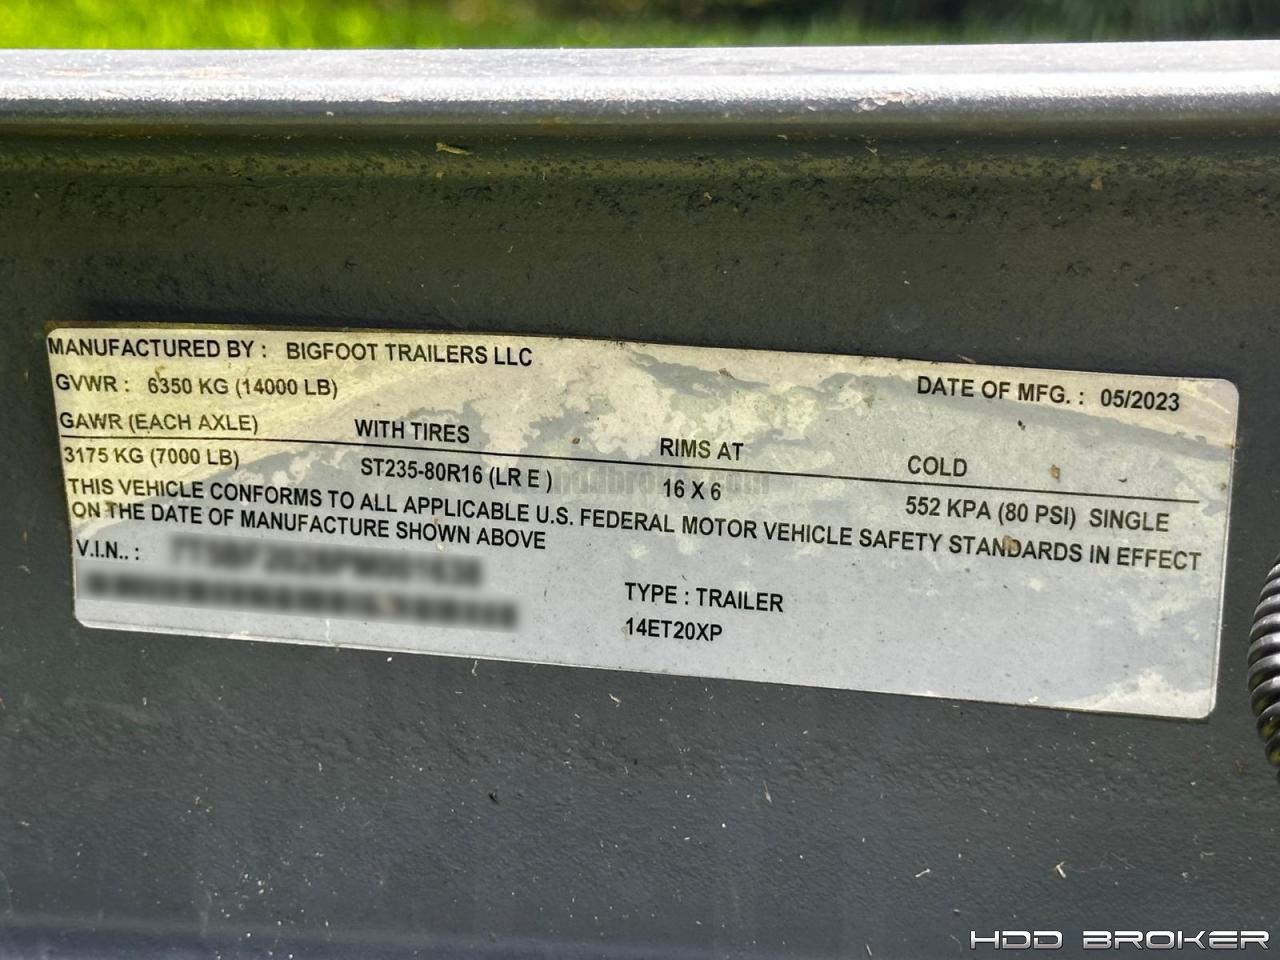 MANUFACTURED BY : BIGFOOT TRAILERS LLC
GVWR : 6350 KG (14000 LB) DATE OF MFG. : 05/2023
GAWR (EACH AXLE) WITH TIRES RIMS AT COLD
3175 KG (7000 LB) ST235-80R16 (LR E ) 16 X 6 552 KPA (80 PSI) SINGLE
THIS VEHICLE CONFORMS TO ALL APPLICABLE U.S. FEDERAL MOTOR VEHICLE SAFETY STANDARDS IN EFFECT
ON THE DATE OF MANUFACTURE SHOWN ABOVE
V.I.N.. :
TYPE : TRAILER
14ET20XP
HDD BROKER